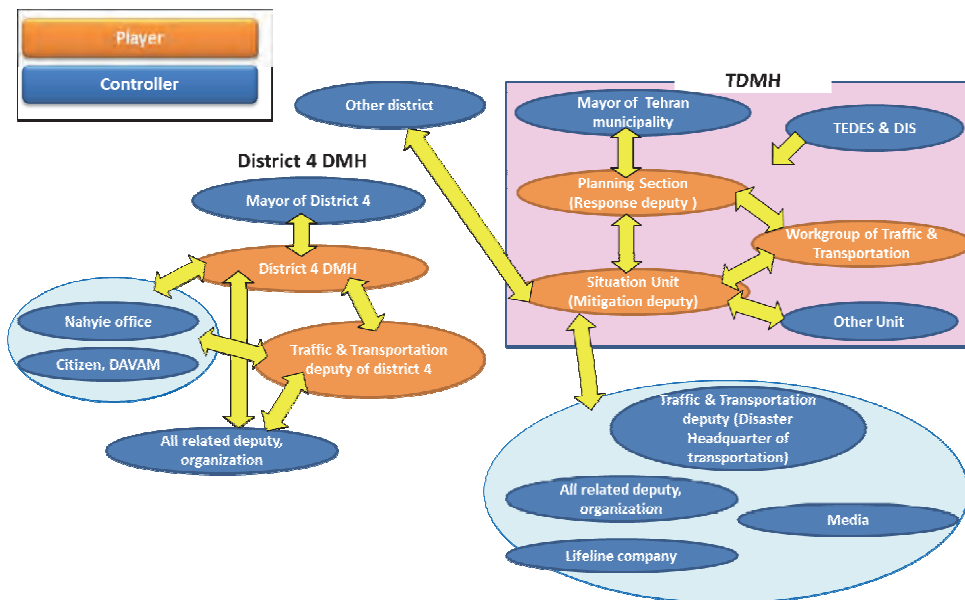 Player
Controller
TDMH
Other district
Mayor of Tehran
municipality
TEDES & DIS
District 4 DMH
Mayor of District 4
Planning Section
(Response deputy )
Workgroup of Traffic &
Transportation
District 4 DMH
Situation Unit
(Mitigation deputy)
Nahyie office
Other Unit
Citizen, DAVAM
Traffic & Transportation
deputy of district 4
All related deputy,
organization
Traffic & Transportation
deputy (Disaster
Headquarter of
transportation)
All related deputy,
organization
Media
Lifeline company